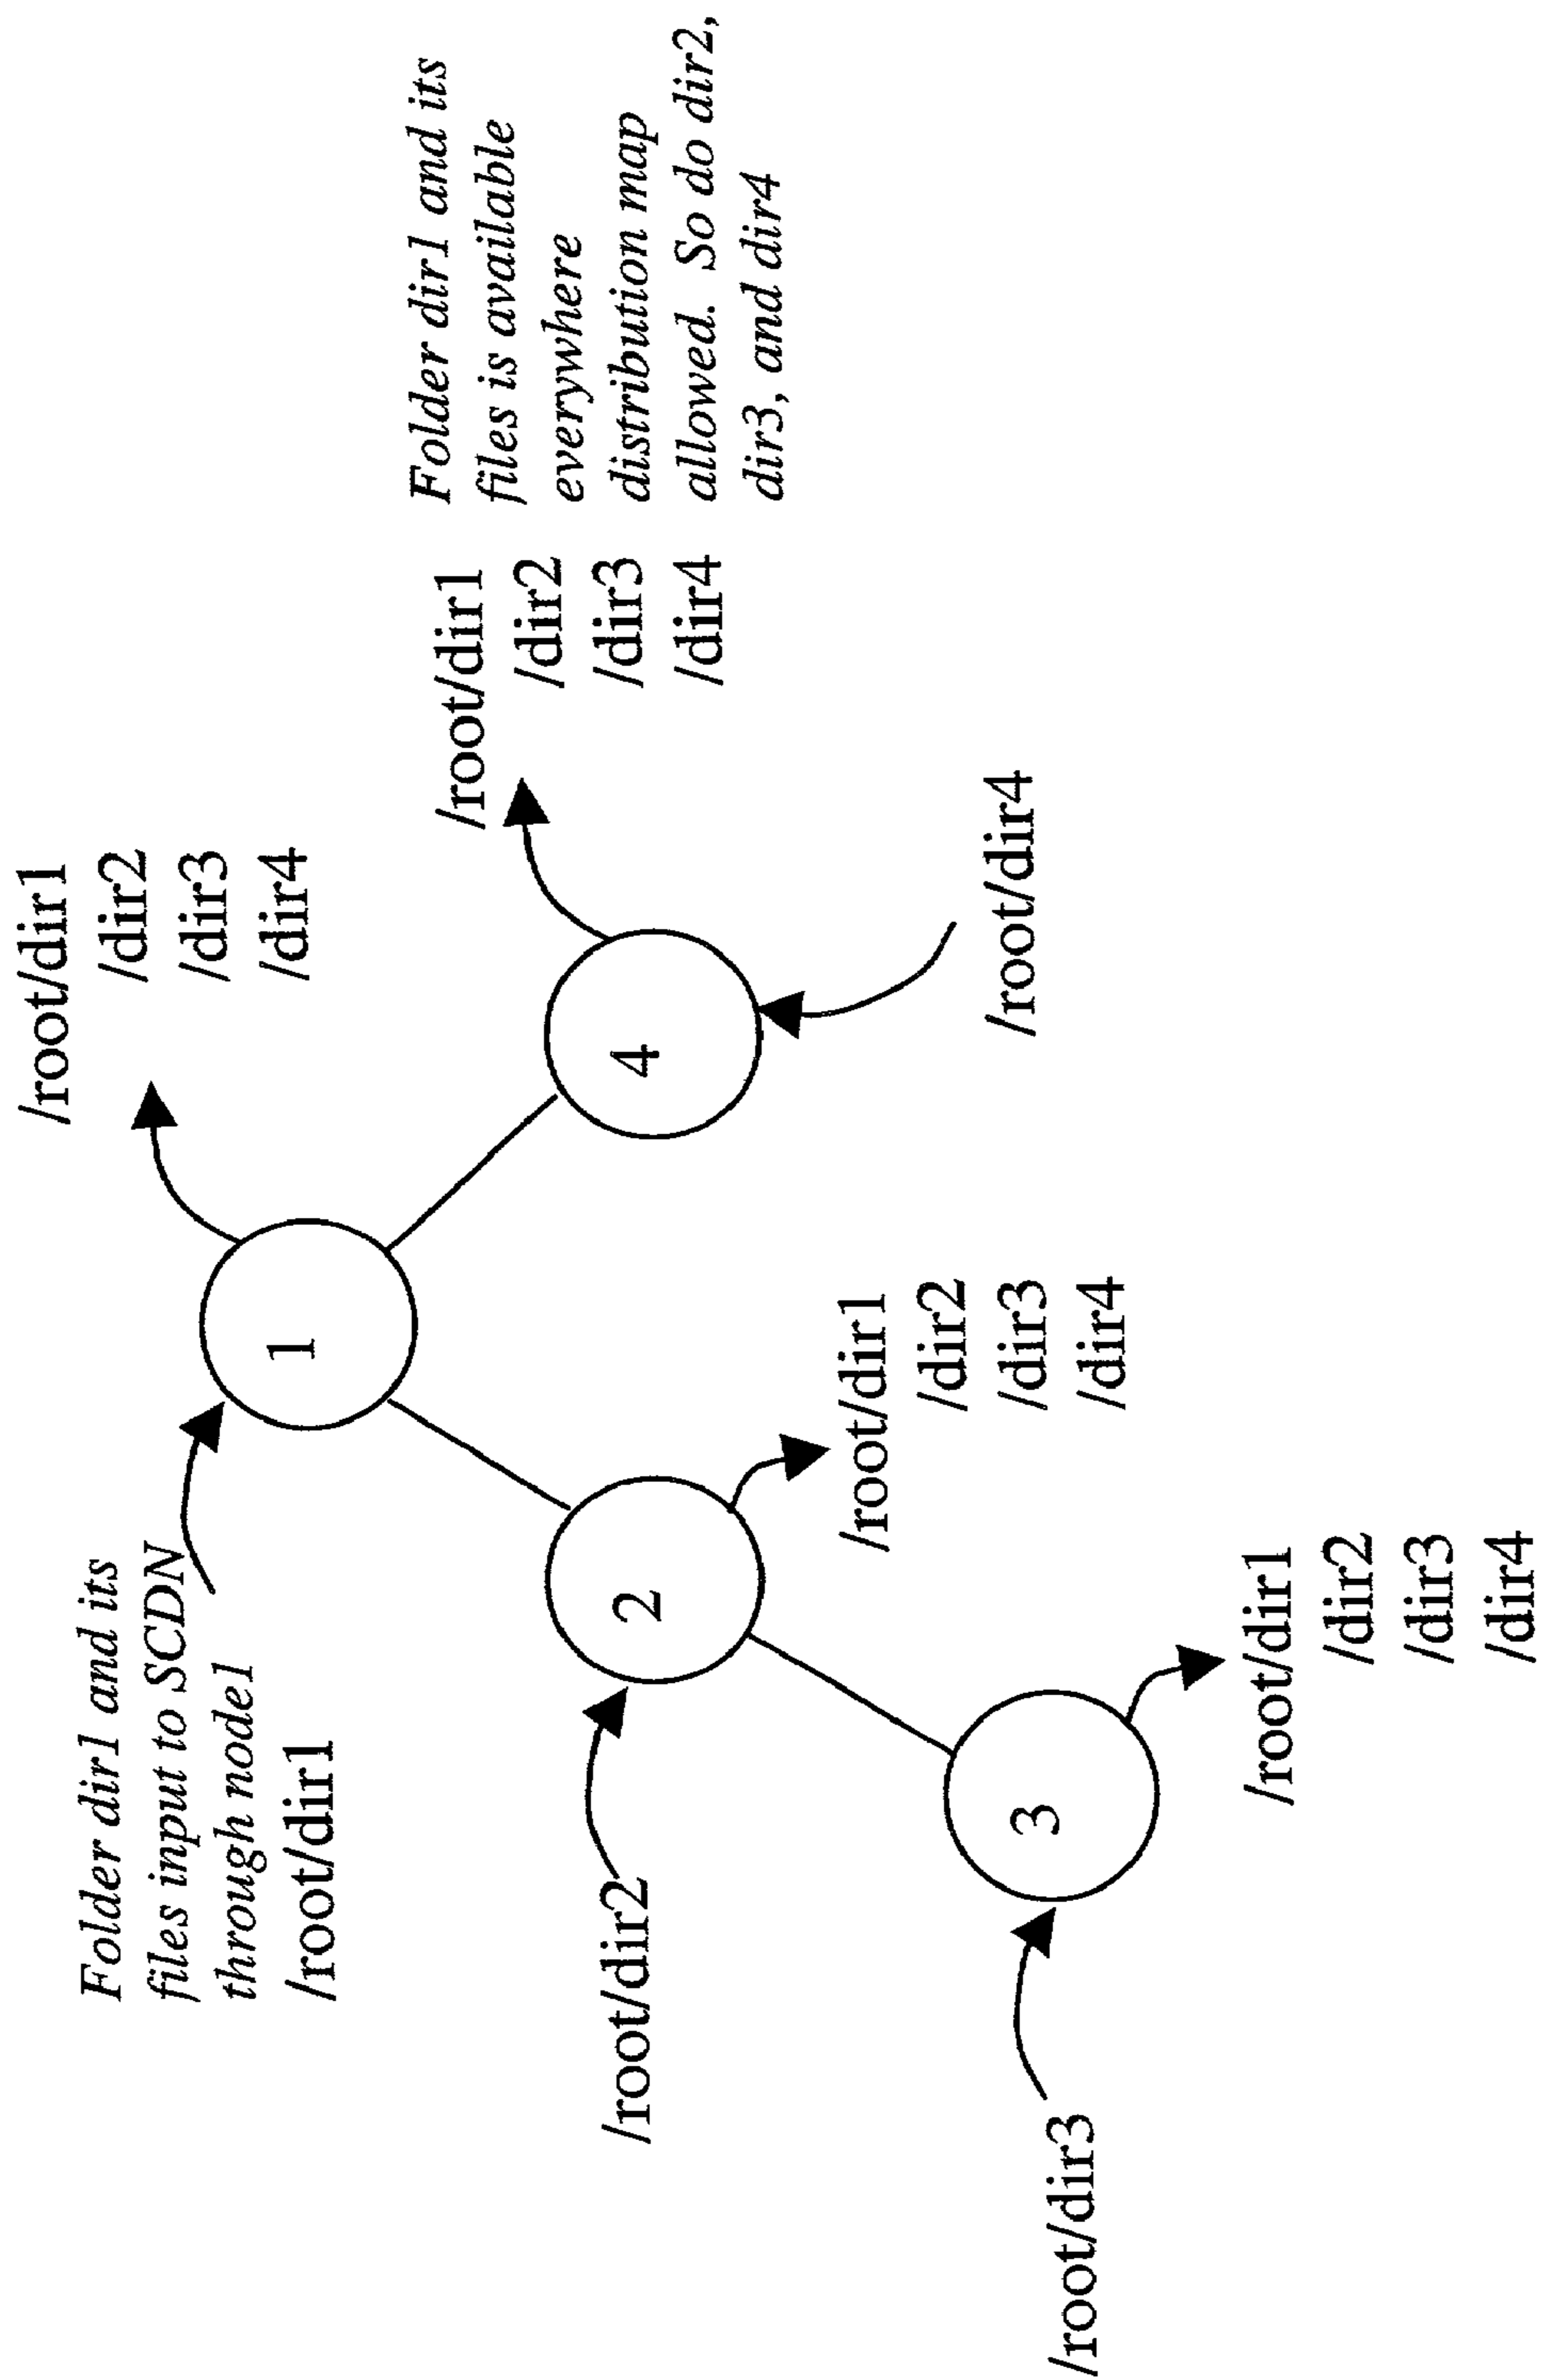 Folder dir1 and its
files input to SCDN
through node1
/root/dir1
1
/root/dir1
/dir2
/dir3
/dir4
/root/dir2
2
/root/dir1
/dir2
/dir3
/dir4
4
/root/dir1
/dir2
/dir3
/dir4
Folder dir1 and its
files is available
everywhere
distribution map
allowed. So do dir2,
dir3, and dir4
/root/dir4
/root/dir3
3
/root/dir1
/dir2
/dir3
/dir4